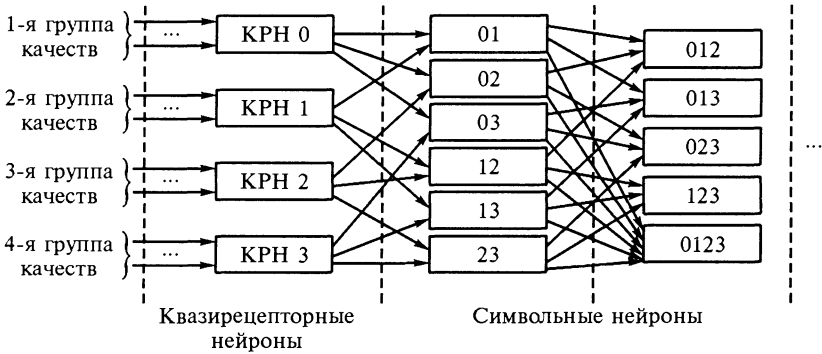 1-я группа
качеств
...
КРН 0
2-я группа
качеств
...
КРН 1
3-я группа
качеств
...
КРН 2
4-я группа
качеств
...
КРН 3
01
02
03
12
13
23
012
013
023
123
0123
...
Квазирецепторные
нейроны
Символьные нейроны